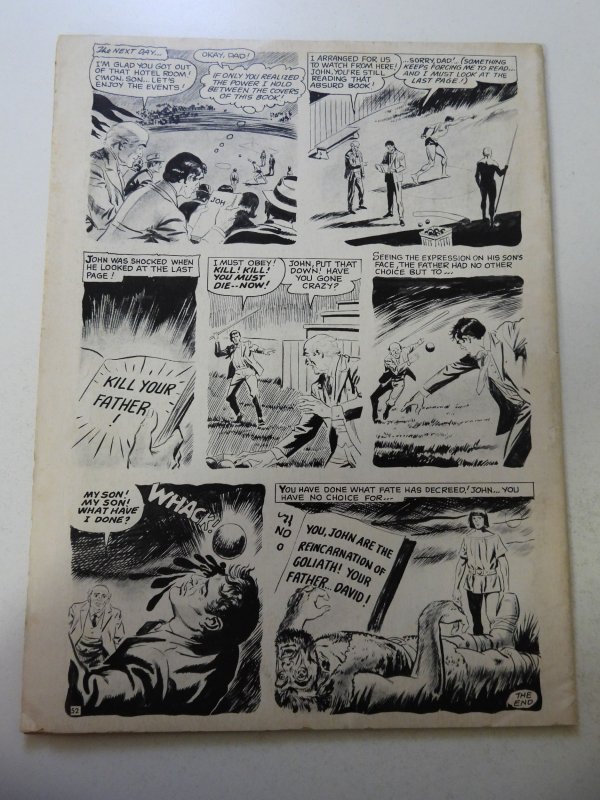 The NEXT DAY...
I'M GLAD YOU GOT OUT
OF THAT HOTEL ROOM!
C'MON, SON... LET'S
ENJOY THE EVENTS!
OKAY, DAD!
IF ONLY YOU REALIZED
THE POWER I HOLD
BETWEEN THE COVERS
OF THIS BOOK!
JOH
I ARRANGED FOR US
TO WATCH FROM HERE!
JOHN, YOU'RE STILL
READING THAT
ABSURD BOOK!
...SORRY, DAD'. (SOMETHING
KEEPS FORCING ME TO READ...
AND I MUST LOOK AT THE
LAST PAGE!)
JOHN WAS SHOCKED WHEN
HE LOOKED AT THE LAST
PAGE!
KILL YOUR
FATHER
!
I MUST OBEY!
KILL! KILL!
YOU MUST
DIE--NOW!
JOHN, PUT THAT
DOWN! HAVE
YOU GONE
CRAZY?
SEEING THE EXPRESSION ON HIS SON'S
FACE, THE FATHER HAD NO OTHER
CHOICE BUT TO...
MY SON!
MY SON!
WHAT HAVE
I DONE?
WHACK!
52
YOU HAVE DONE WHAT FATE HAS DECREED! JOHN... YOU
HAVE NO CHOICE FOR...
NO
O
YOU, JOHN ARE THE
REINCARNATION OF
GOLIATH! YOUR
FATHER, DAVID!
THE
END